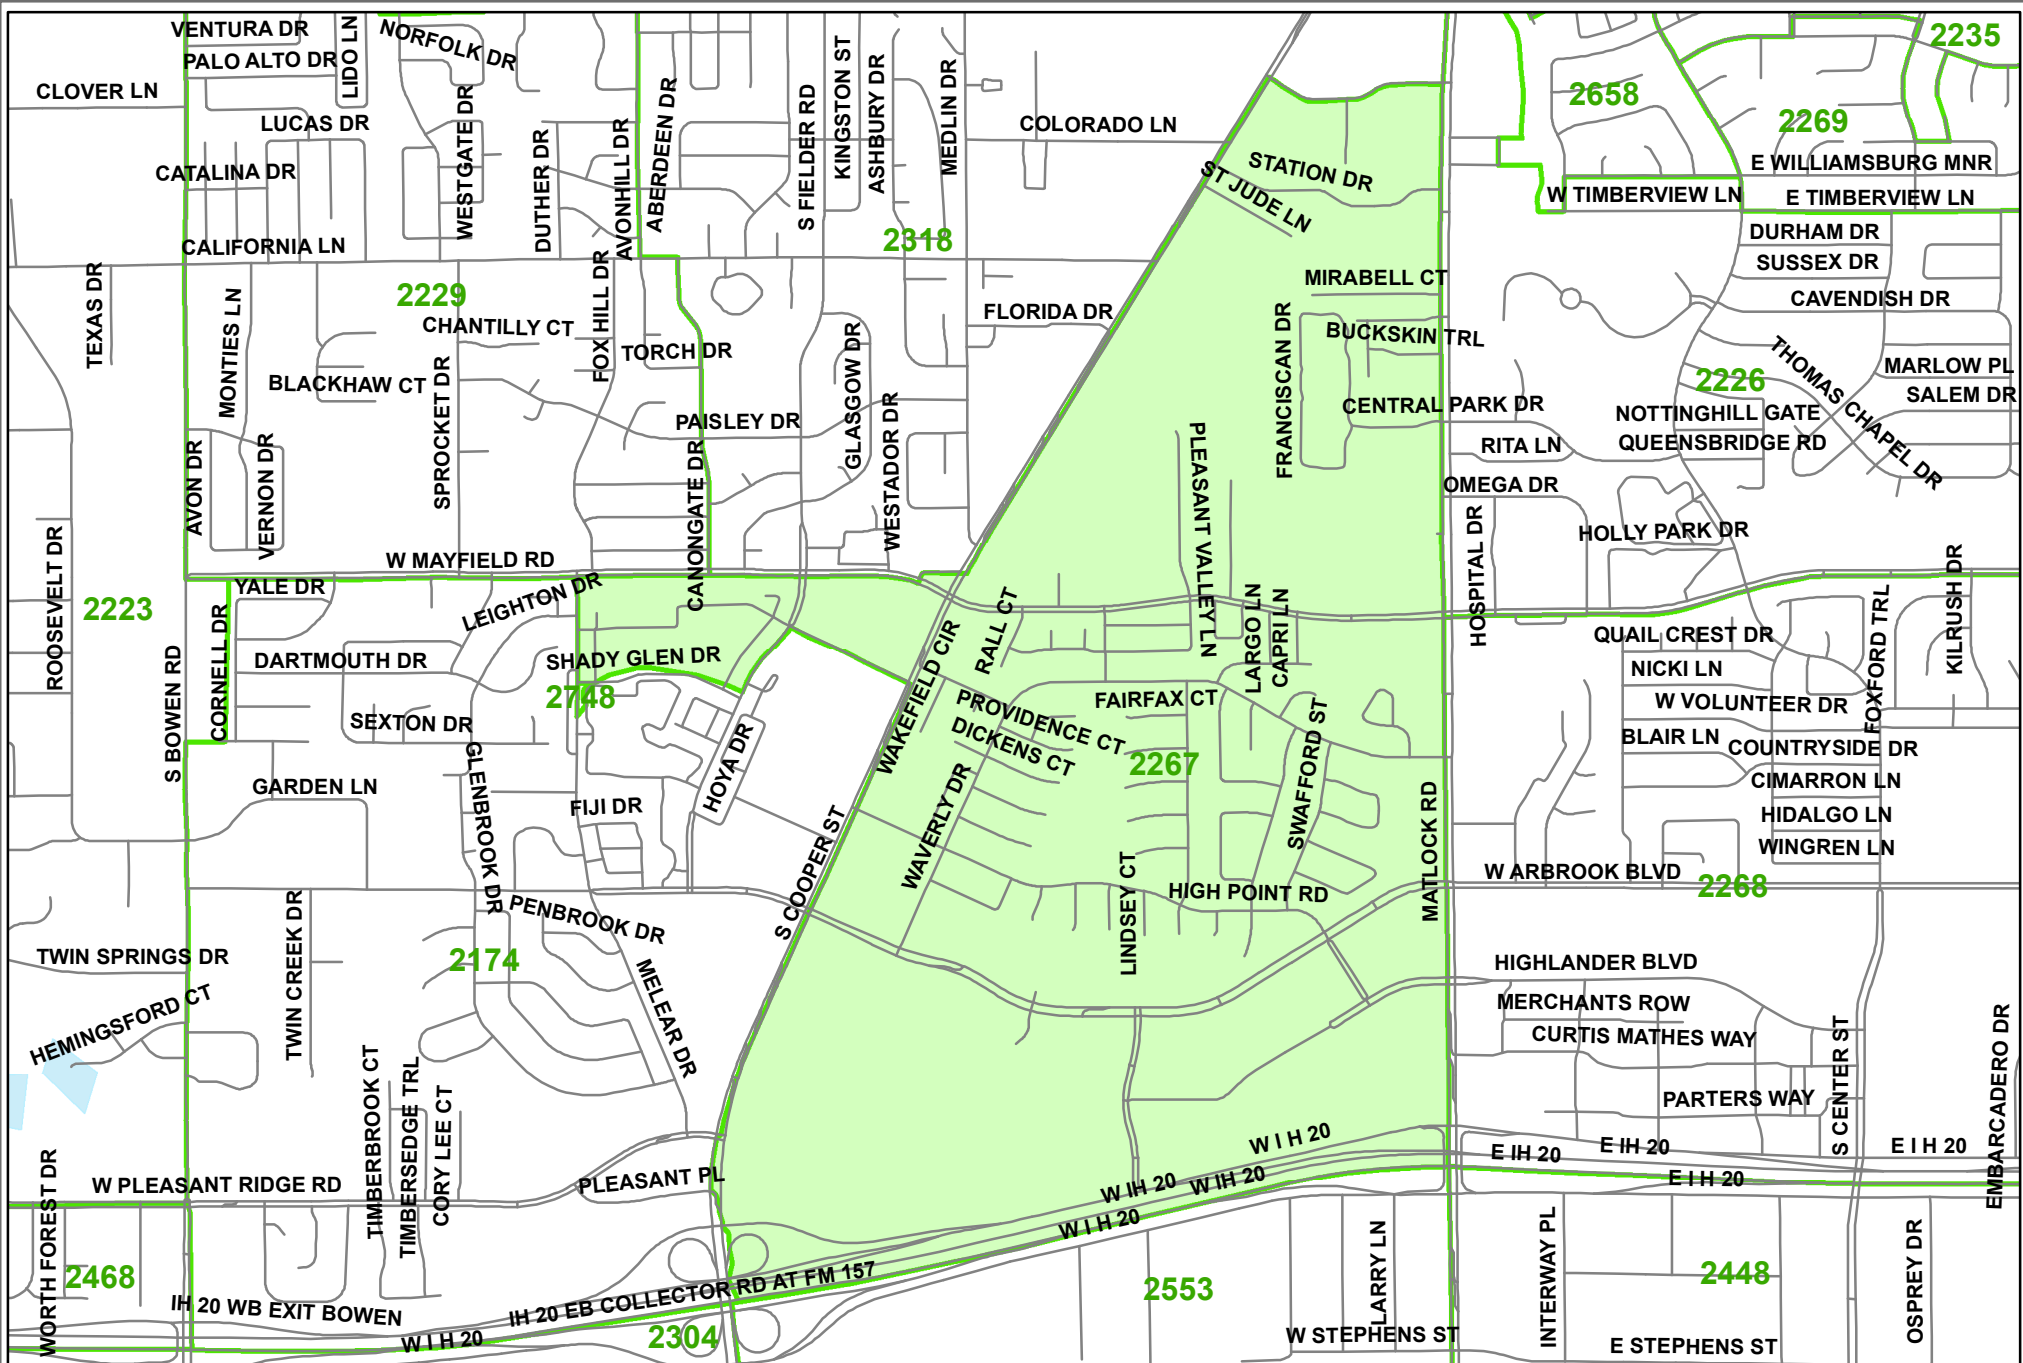 VENTURA DR
LIDO LN
NORFOLK DR
2235
PALO ALTO DR
CLOVER LN
LUCAS DR
CATALINA DR
WESTGATE DR
DUTHER DR
AVONHILL DR
ABERDEEN DR
S FIELDER RD
KINGSTON ST
ASHBURY DR
MEDLIN DR
COLORADO LN
2658
2269
STATION DR
ST JUDE LN
E WILLIAMSBURG MNR
W TIMBERVIEW LN
E TIMBERVIEW LN
CALIFORNIA LN
2318
DURHAM DR
SUSSEX DR
TEXAS DR
MONTIES LN
2229
FOX HILL DR
MIRABELL CT
CAVENDISH DR
CHANTILLY CT
FLORIDA DR
FRANCISCAN DR
BUCKSKIN TRL
TORCH DR
GLASGOW DR
THOMAS CHAPEL DR
MARLOW PL
BLACKHAW CT
SPROCKET DR
2226
SALEM DR
PAISLEY DR
WESTADOR DR
CENTRAL PARK DR
NOTTINGHILL GATE
RITA LN
QUEENSBRIDGE RD
AVON DR
VERNON DR
CANONGATE DR
PLEASANT VALLEY LN
OMEGA DR
HOSPITAL DR
HOLLY PARK DR
ROOSEVELT DR
W MAYFIELD RD
KILRUSH DR
YALE DR
LEIGHTON DR
2223
CORNELL DR
RALL CT
LARGO LN
CAPRI LN
QUAIL CREST DR
FOXFORD TRL
S BOWEN RD
DARTMOUTH DR
SHADY GLEN DR
WAKEFIELD CIR
NICKI LN
2748
PROVIDENCE CT
FAIRFAX CT
W VOLUNTEER DR
SEXTON DR
HOYA DR
DICKENS CT
SWAFFORD ST
BLAIR LN
COUNTRYSIDE DR
2267
GLENBROOK DR
GARDEN LN
FIJI DR
WAVERLY DR
MATLOCK RD
CIMARRON LN
HIDALGO LN
S COOPER ST
WINGREN LN
W ARBROOK BLVD
2268
LINDSEY CT
HIGH POINT RD
TWIN CREEK DR
PENBROOK DR
TWIN SPRINGS DR
2174
MELEAR DR
HIGHLANDER BLVD
HEMINGSFORD CT
MERCHANTS ROW
CURTIS MATHES WAY
S CENTER ST
EMBARCADERO DR
TIMBERBROOK CT
TIMBERSEDGE TRL
CORY LEE CT
PARTERS WAY
W I H 20
E IH 20
E IH 20
E I H 20
WORTH FOREST DR
W PLEASANT RIDGE RD
PLEASANT PL
W IH 20
W IH 20
E I H 20
W I H 20
LARRY LN
INTERWAY PL
OSPREY DR
2468
IH 20 EB COLLECTOR RD AT FM 157
2553
2448
IH 20 WB EXIT BOWEN
W I H 20
2304
W STEPHENS ST
E STEPHENS ST